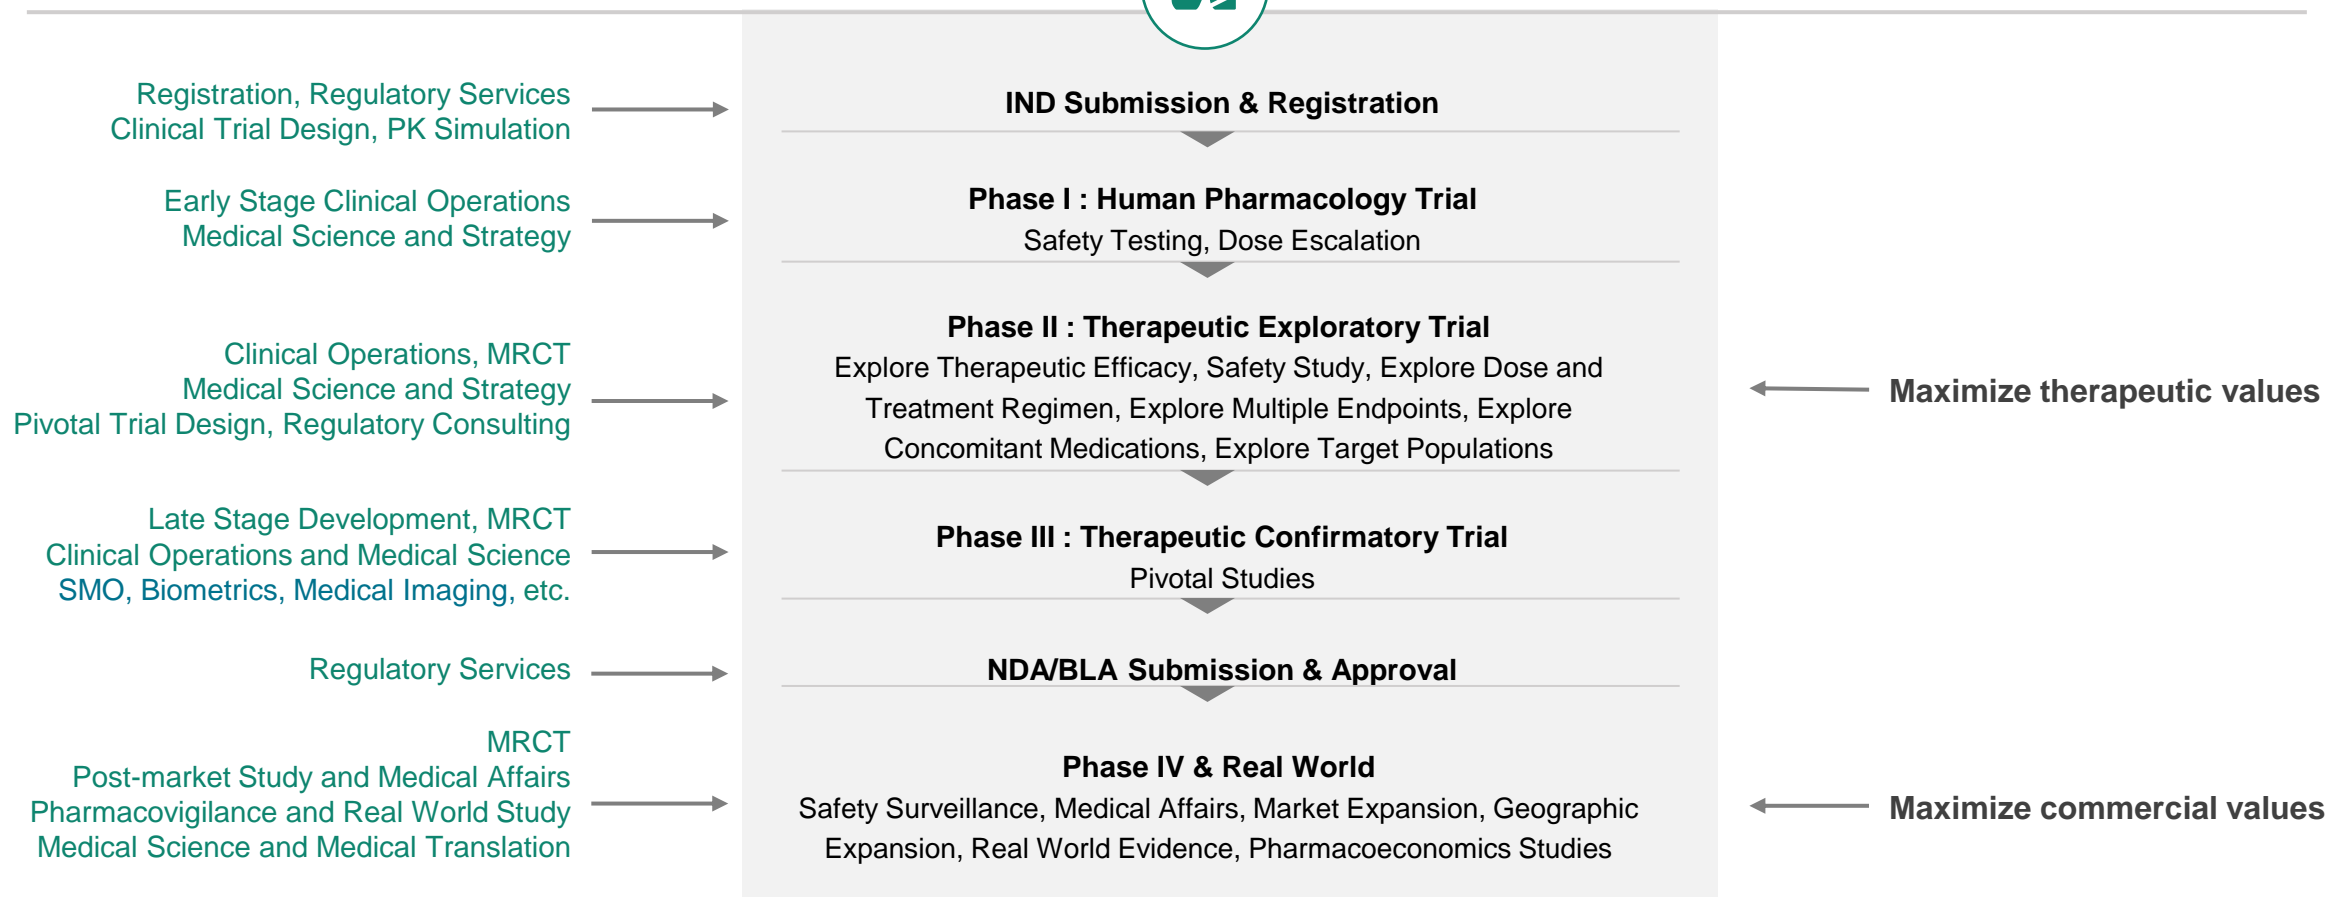 Registration, Regulatory Services
Clinical Trial Design, PK Simulation
IND Submission & Registration
Early Stage Clinical Operations
Medical Science and Strategy
Phase I : Human Pharmacology Trial
Safety Testing, Dose Escalation
Clinical Operations, MRCT
Medical Science and Strategy
Pivotal Trial Design, Regulatory Consulting
Phase II : Therapeutic Exploratory Trial
Explore Therapeutic Efficacy, Safety Study, Explore Dose and
Treatment Regimen, Explore Multiple Endpoints, Explore
Concomitant Medications, Explore Target Populations
Maximize therapeutic values
Late Stage Development, MRCT
Clinical Operations and Medical Science
SMO, Biometrics, Medical Imaging, etc.
Phase III : Therapeutic Confirmatory Trial
Pivotal Studies
Regulatory Services
NDA/BLA Submission & Approval
MRCT
Post-market Study and Medical Affairs
Pharmacovigilance and Real World Study
Medical Science and Medical Translation
Phase IV & Real World
Safety Surveillance, Medical Affairs, Market Expansion, Geographic
Expansion, Real World Evidence, Pharmacoeconomics Studies
Maximize commercial values